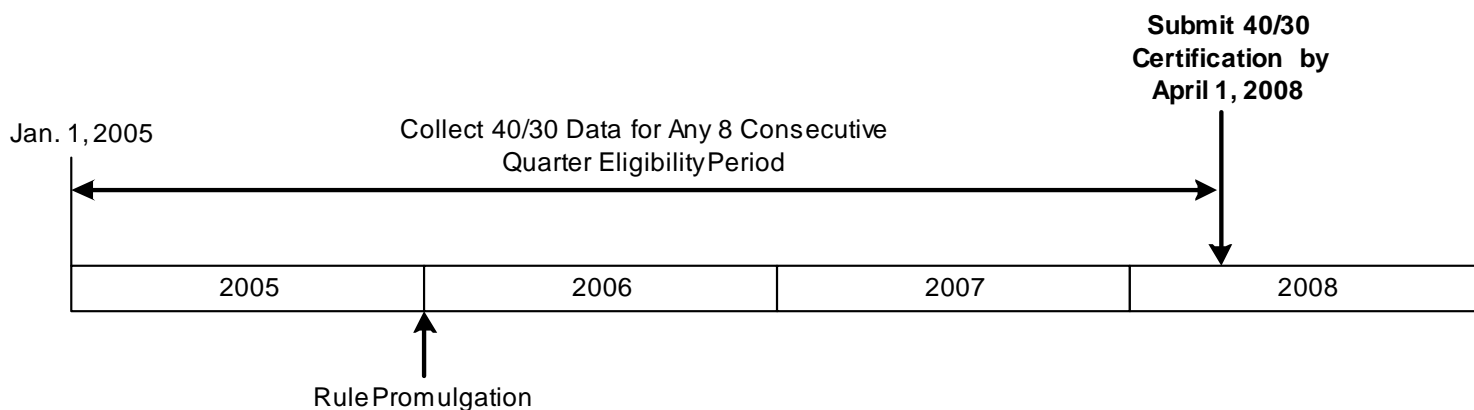 Submit 40/30
Certification by
April 1, 2008
Jan. 1, 2005
Collect 40/30 Data for Any 8 Consecutive
Quarter Eligibility Period
2005
2006
2007
2008
Rule Promulgation